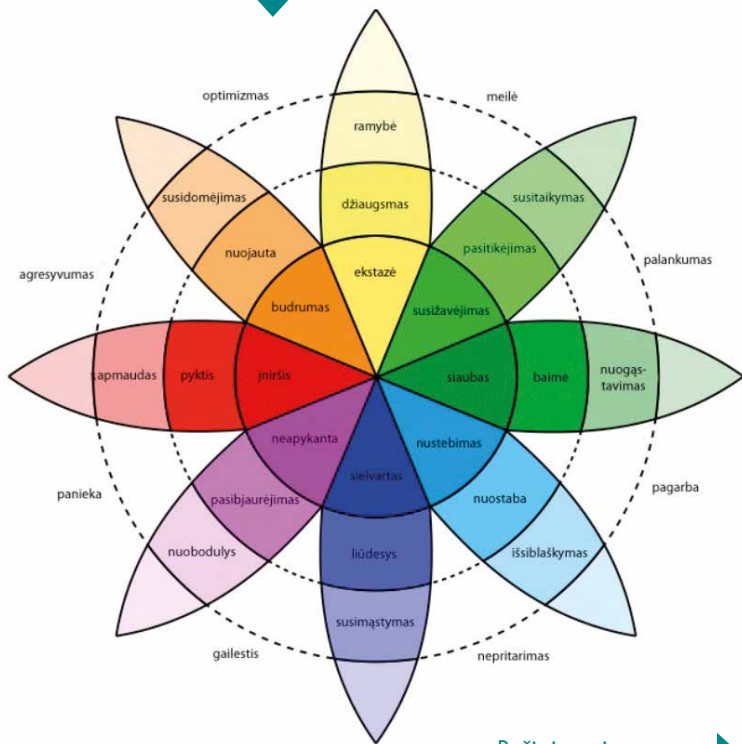 optimizmas
meilė
ramybė
susidomėjimas
susitaikymas
džiaugsmas
nuojauta
pasitikėjimas
agresyvumas
palankumas
ekstazė
budrumas
susižavėjimas
apmaudas
pyktis
įniršis
siaubas
baimė
nuogąs-
tavimas
neapykanta
nustebimas
sielvartas
panieka
pagarba
pasibjaurėjimas
nuostaba
nuobodulys
liūdesys
išsiblaškymas
susimąstymas
gailestis
nepritarimas